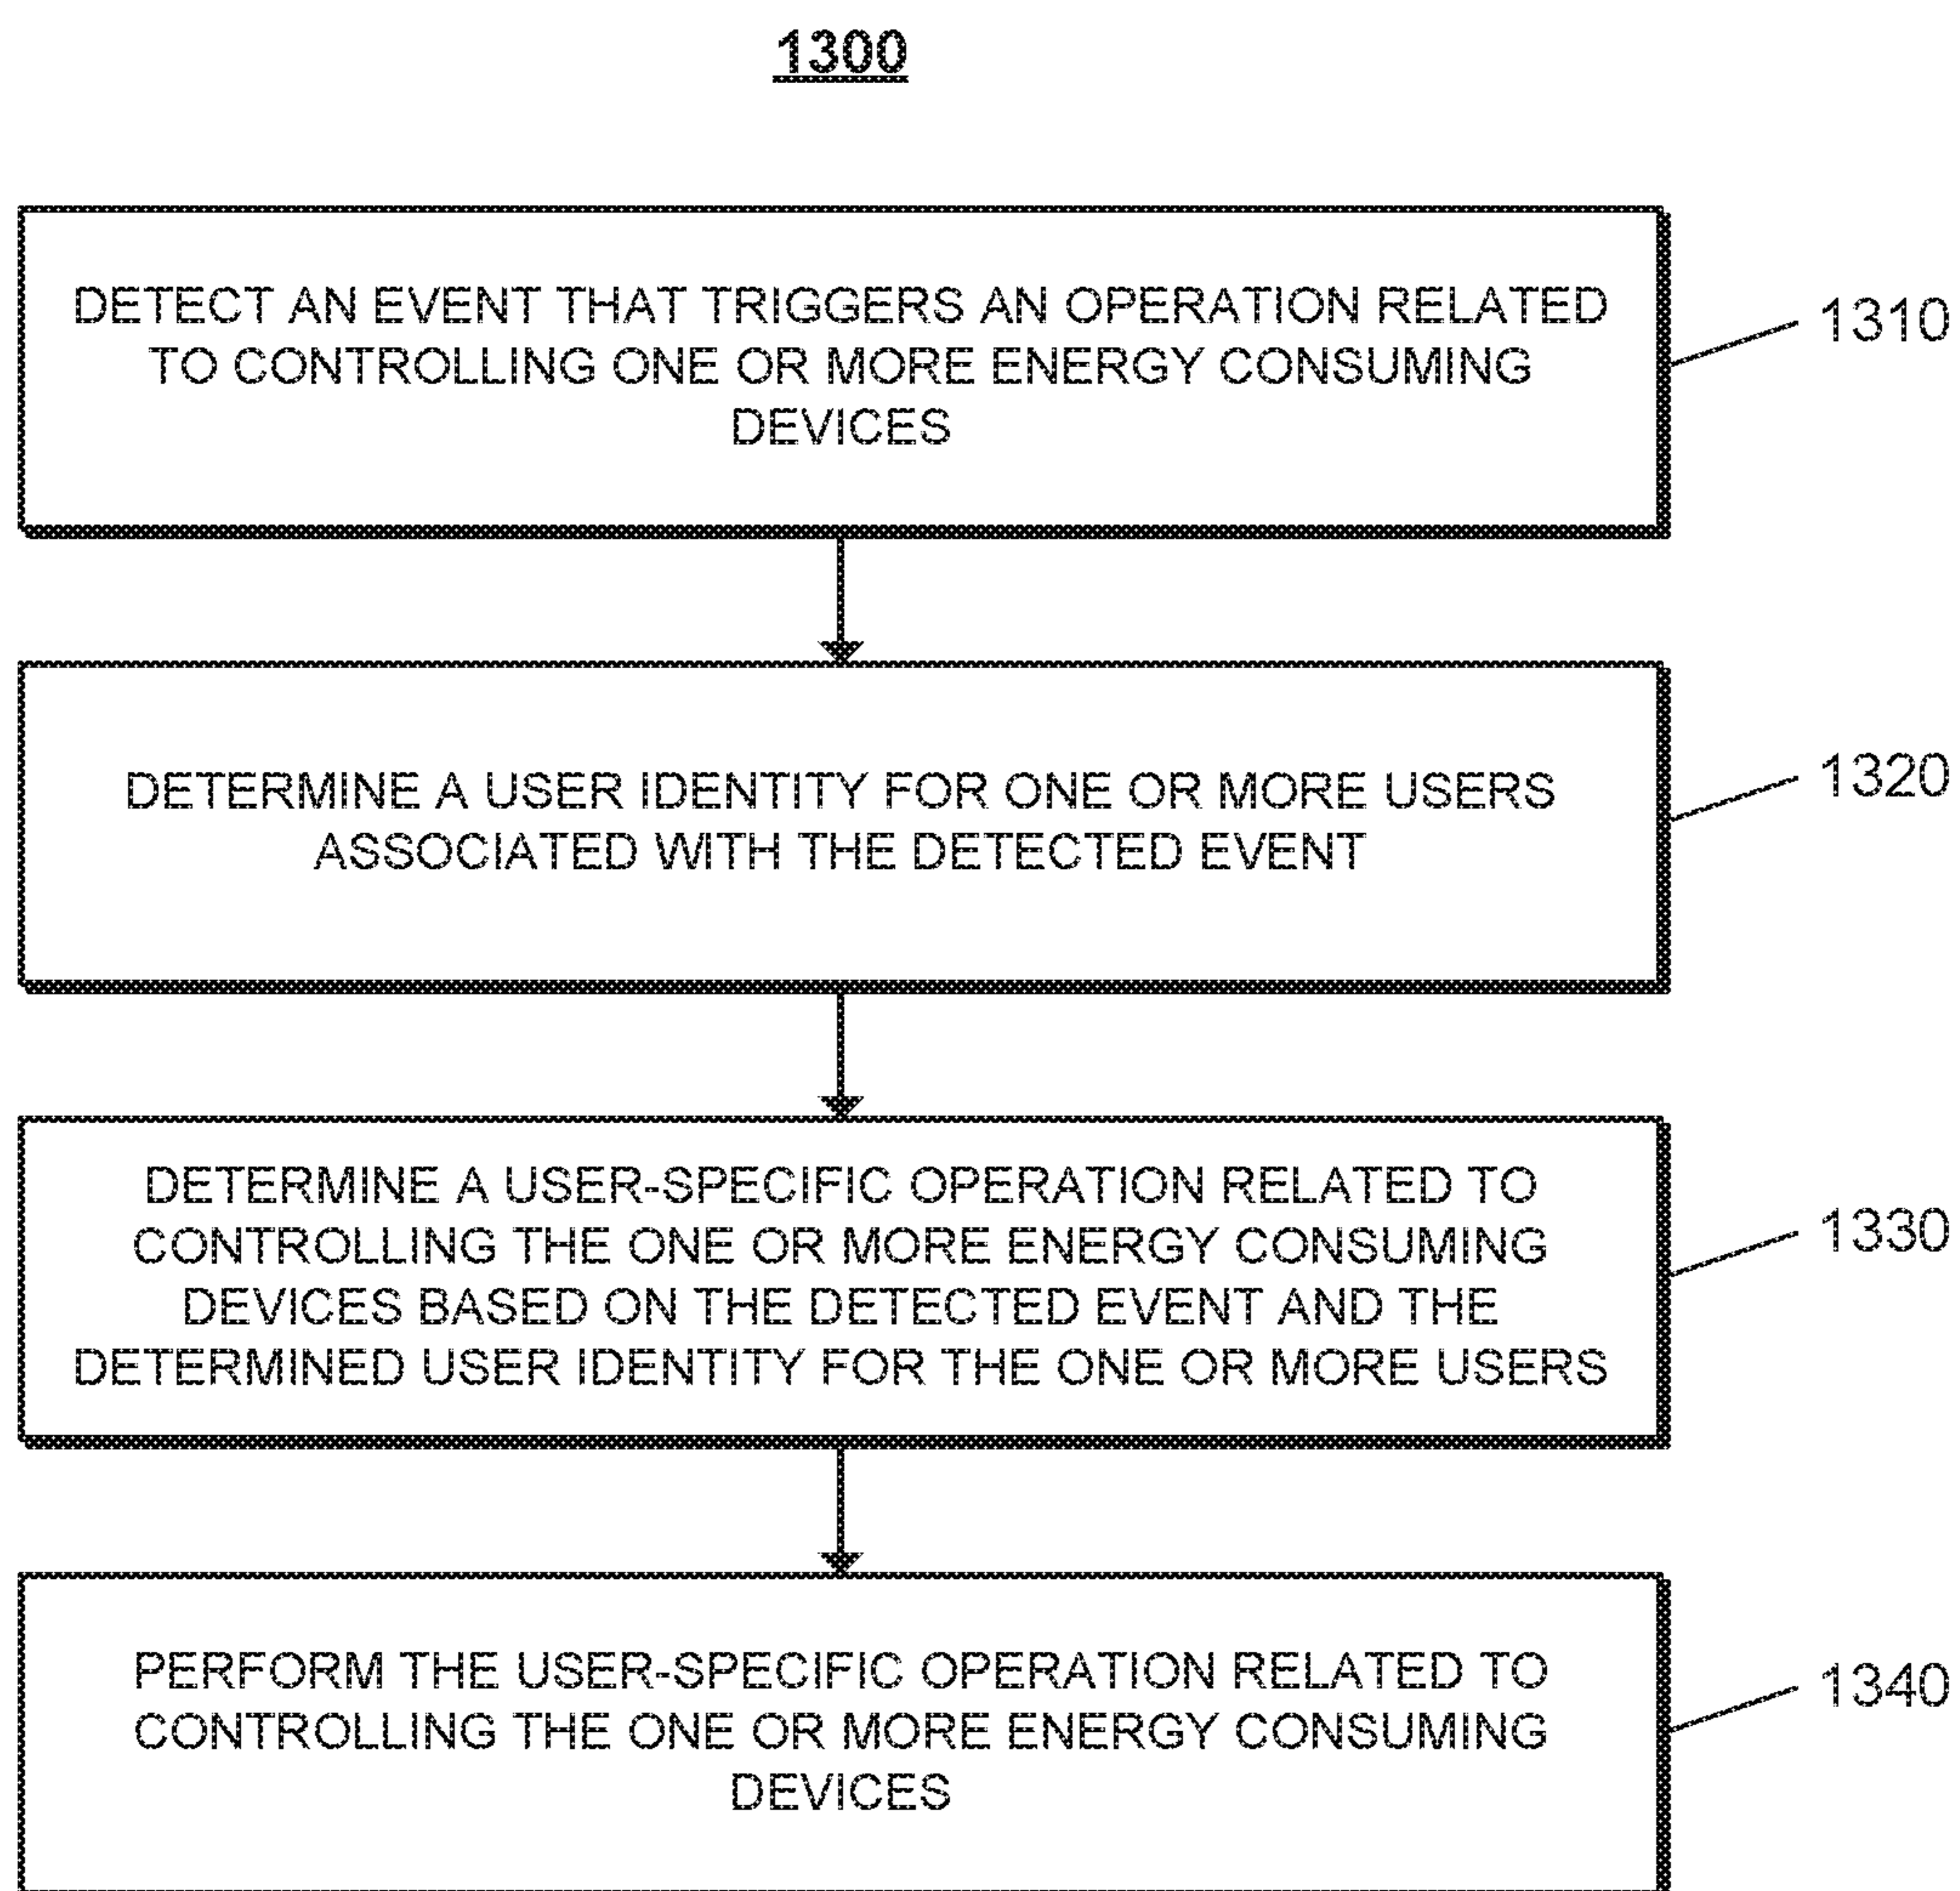 1300
DETECT AN EVENT THAT TRIGGERS AN OPERATION RELATED
TO CONTROLLING ONE OR MORE ENERGY CONSUMING
DEVICES
1310
DETERMINE A USER IDENTITY FOR ONE OR MORE USERS
ASSOCIATED WITH THE DETECTED EVENT
1320
DETERMINE A USER-SPECIFIC OPERATION RELATED TO
CONTROLLING THE ONE OR MORE ENERGY CONSUMING
DEVICES BASED ON THE DETECTED EVENT AND THE
DETERMINED USER IDENTITY FOR THE ONE OR MORE USERS
1330
PERFORM THE USER-SPECIFIC OPERATION RELATED TO
CONTROLLING THE ONE OR MORE ENERGY CONSUMING
DEVICES
1340